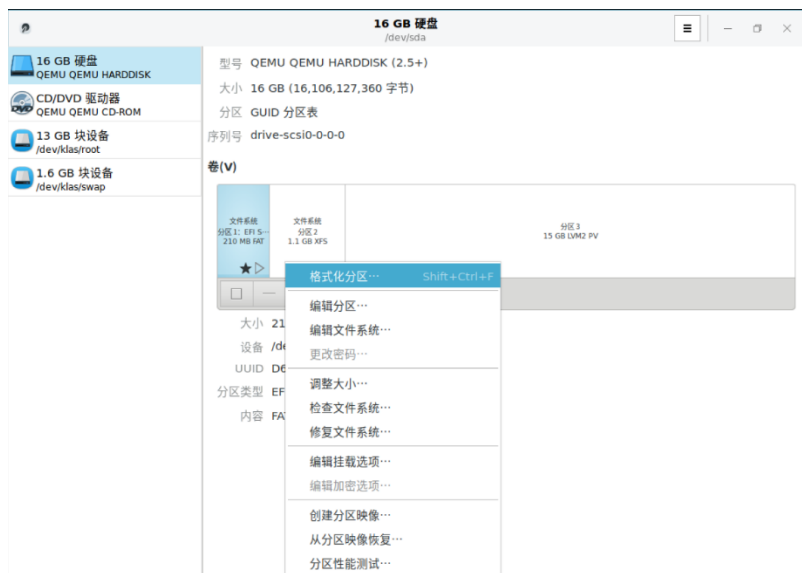 16 GB 硬盘
/dev/sda
16 GB 硬盘
QEMU QEMU HARDDISK
CD/DVD 驱动器
QEMU QEMU CD-ROM
13 GB 块设备
/dev/klas/root
1.6 GB 块设备
/dev/klas/swap
型号 QEMU QEMU HARDDISK (2.5+)
大小 16 GB (16,106,127,360 字节)
分区 GUID 分区表
序列号 drive-scsi0-0-0-0
卷(V)
文件系统
分区 1: EFI S…
210 MB FAT
文件系统
分区 2
1.1 GB XFS
分区 3
15 GB LVM2 PV
大小 21
设备 /de
UUID D6
分区类型 EF
内容 FA
格式化分区… Shift+Ctrl+F
编辑分区…
编辑文件系统…
更改密码…
调整大小…
检查文件系统…
修复文件系统…
编辑挂载选项…
编辑加密选项…
创建分区映像…
从分区映像恢复…
分区性能测试…